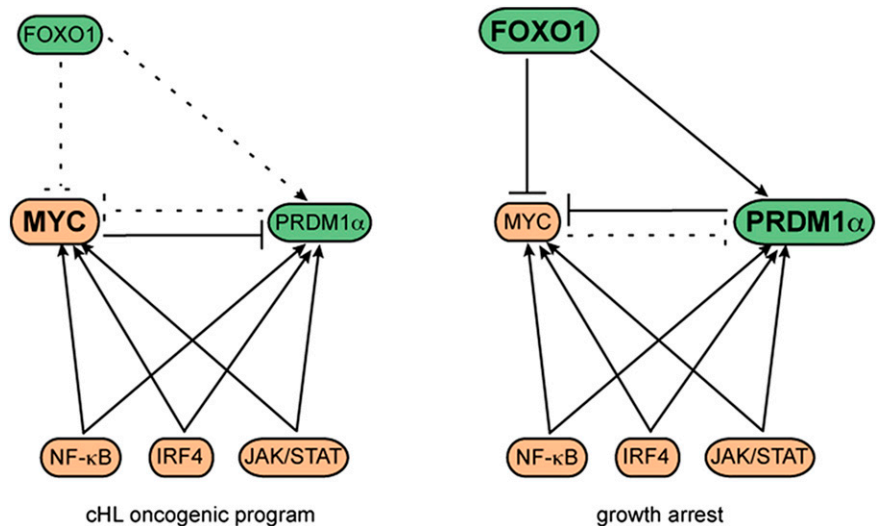 FOXO1
MYC
PRDM1α
NF-κB
IRF4
JAK/STAT
cHL oncogenic program
FOXO1
MYC
PRDM1α
NF-κB
IRF4
JAK/STAT
growth arrest